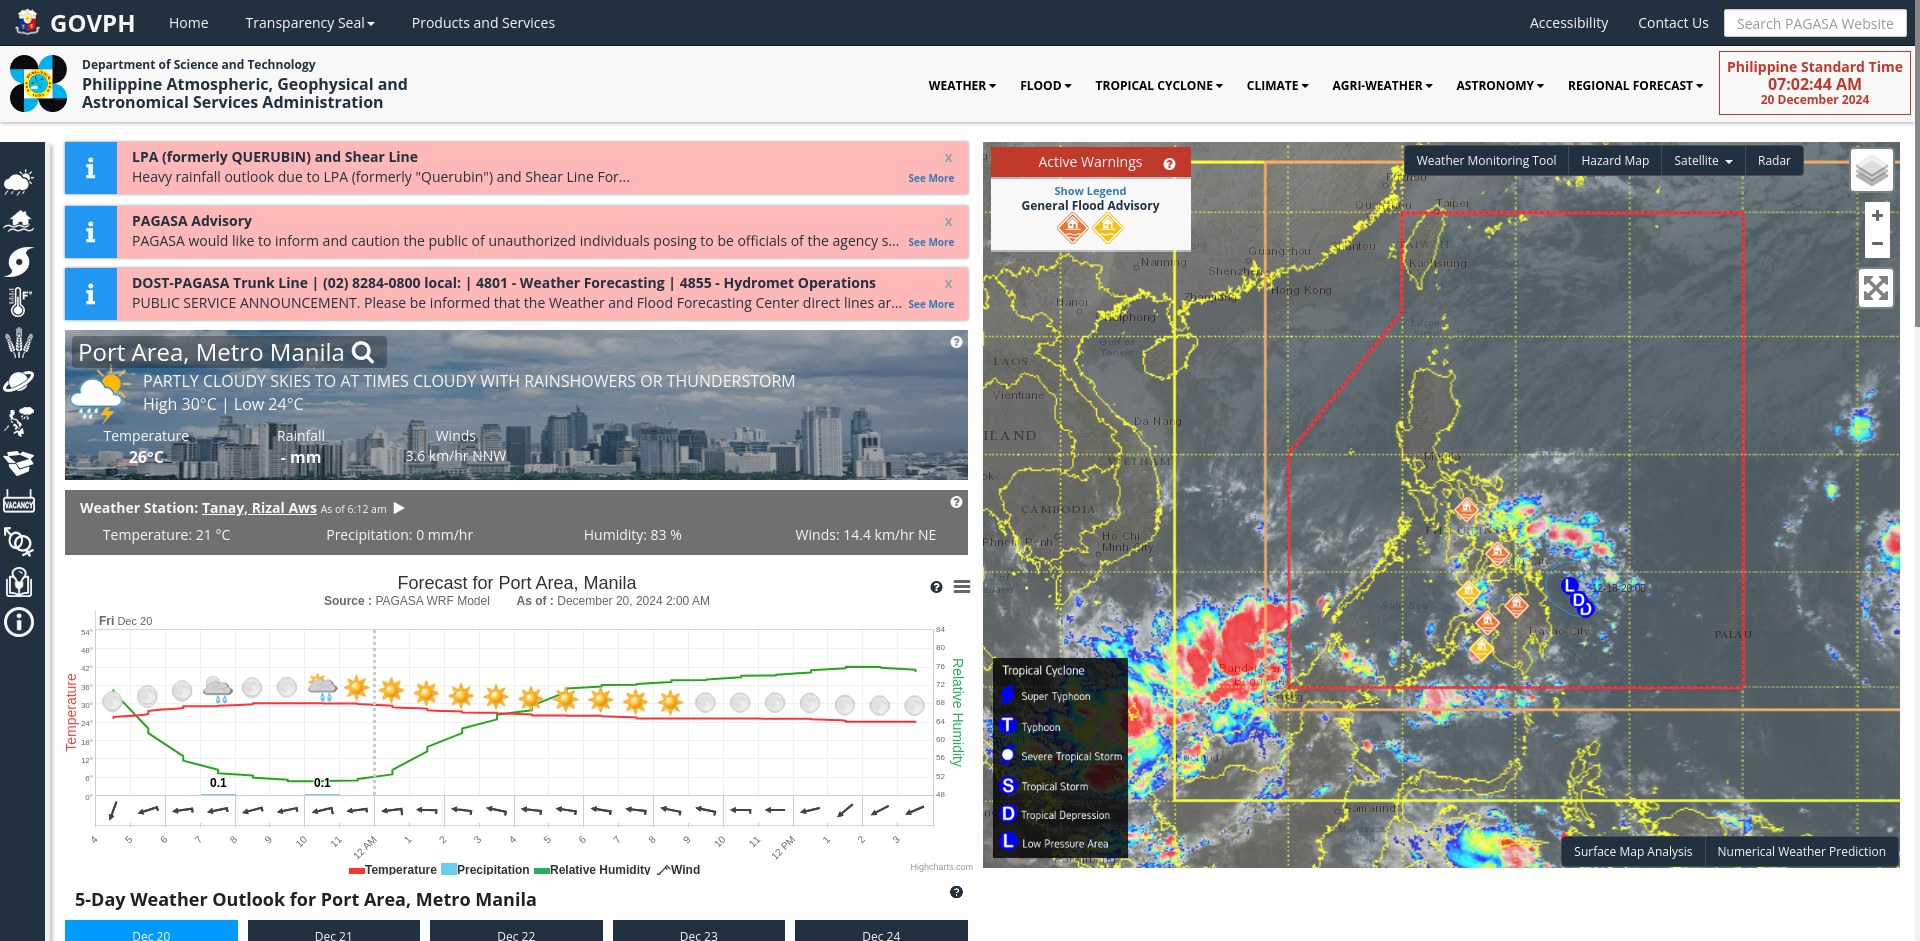 GOVPH
Home
Transparency Seal
Products and Services
Accessibility
Contact Us
Search PAGASA Website
Department of Science and Technology
Philippine Atmospheric, Geophysical and
Astronomical Services Administration
WEATHER
FLOOD
TROPICAL CYCLONE
CLIMATE
AGRI-WEATHER
ASTRONOMY
REGIONAL FORECAST
Philippine Standard Time
07:02:44 AM
20 December 2024
LPA (formerly QUERUBIN) and Shear Line
x
Heavy rainfall outlook due to LPA (formerly "Querubin") and Shear Line For...
See More
PAGASA Advisory
x
PAGASA would like to inform and caution the public of unauthorized individuals posing to be officials of the agency s...
See More
DOST-PAGASA Trunk Line | (02) 8284-0800 local: | 4801 - Weather Forecasting | 4855 - Hydromet Operations
x
PUBLIC SERVICE ANNOUNCEMENT. Please be informed that the Weather and Flood Forecasting Center direct lines ar...
See More
VACANCY
Port Area, Metro Manila
PARTLY CLOUDY SKIES TO AT TIMES CLOUDY WITH RAINSHOWERS OR THUNDERSTORM
High 30°C | Low 24°C
Temperature Rainfall Winds
26°C - mm 3.6 km/hr NNW
Weather Station: Tanay, Rizal Aws As of 6:12 am
Temperature: 21 °C Precipitation: 0 mm/hr Humidity: 83 % Winds: 14.4 km/hr NE
Forecast for Port Area, Manila
Source : PAGASA WRF Model As of : December 20, 2024 2:00 AM
Fri Dec 20
Temperature
54°
48°
42°
36°
30°
24°
18°
12°
6°
0°
84
80
76
72
68
64
60
56
52
48
Relative Humidity
0.1 0.1
4 5 6 7 8 9 10 11 12 AM 1 2 3 4 5 6 7 8 9 10 11 12 PM 1 2 3
Temperature Precipitation Relative Humidity Wind
Highcharts.com
5-Day Weather Outlook for Port Area, Metro Manila
Dec 20 Dec 21 Dec 22 Dec 23 Dec 24
Active Warnings
Show Legend
General Flood Advisory
Weather Monitoring Tool
Hazard Map
Satellite
Radar
+
−
Taipei
Guangzhou
Nanning
Shenzhen
Kaohsiung
Hong Kong
Zhanjiang
Hanoi
Haiphong
Gulf of
Tonkin
LAOS
Vientiane
Da Nang
VIETNAM
Manila
CAMBODIA
Ho Chi
Minh City
L
D
D
12-18-20:00
Sulu Sea
Davao City
PALAU
Samarinda
Tropical Cyclone
Super Typhoon
T Typhoon
Severe Tropical Storm
S Tropical Storm
D Tropical Depression
L Low Pressure Area
Surface Map Analysis
Numerical Weather Prediction